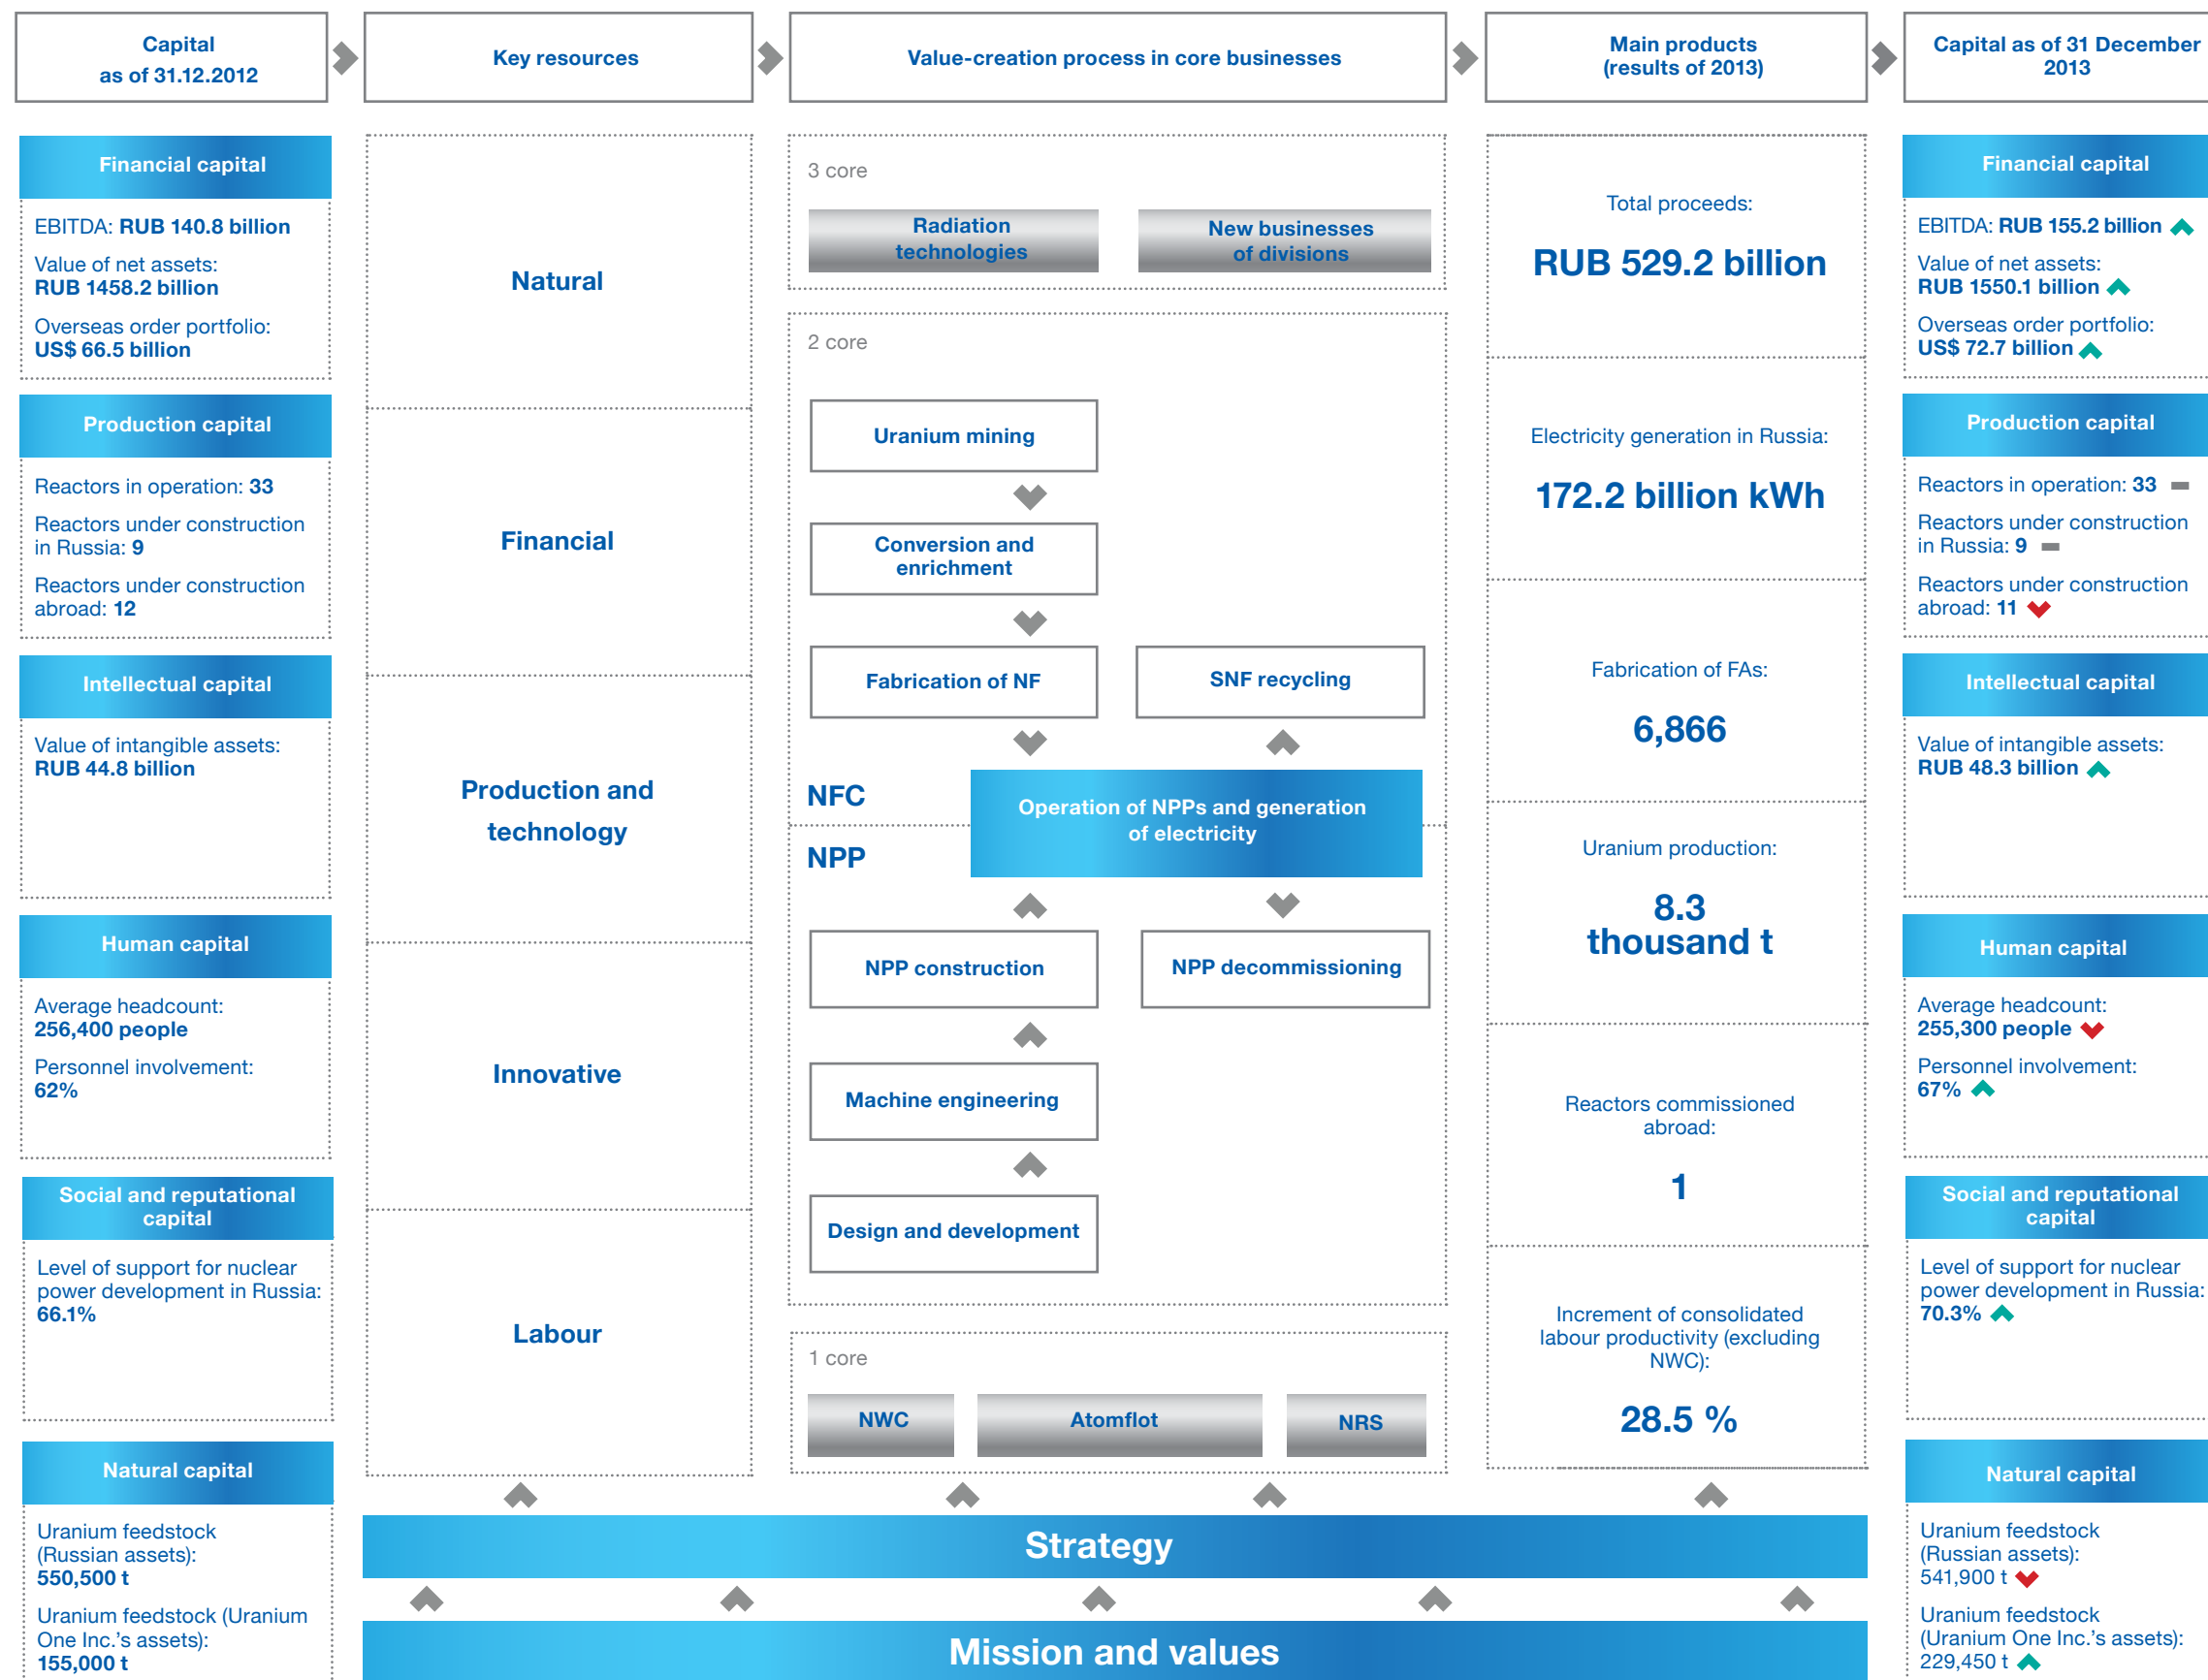 Capital
as of 31.12.2012
Key resources
Value-creation process in core businesses
Main products
(results of 2013)
Capital as of 31 December
2013
Financial capital
EBITDA: RUB 140.8 billion
Value of net assets:
RUB 1458.2 billion
Overseas order portfolio:
US$ 66.5 billion
Production capital
Reactors in operation: 33
Reactors under construction
in Russia: 9
Reactors under construction
abroad: 12
Intellectual capital
Value of intangible assets:
RUB 44.8 billion
Human capital
Average headcount:
256,400 people
Personnel involvement:
62%
Social and reputational
capital
Level of support for nuclear
power development in Russia:
66.1%
Natural capital
Uranium feedstock
(Russian assets):
550,500 t
Uranium feedstock (Uranium
One Inc.'s assets):
155,000 t
Natural
Financial
Production and
technology
Innovative
Labour
3 core
Radiation
technologies
New businesses
of divisions
2 core
Uranium mining
Conversion and
enrichment
Fabrication of NF
SNF recycling
NFC
Operation of NPPs and generation
of electricity
NPP
NPP construction
NPP decommissioning
Machine engineering
Design and development
1 core
NWC
Atomflot
NRS
Total proceeds:
RUB 529.2 billion
Electricity generation in Russia:
172.2 billion kWh
Fabrication of FAs:
6,866
Uranium production:
8.3
thousand t
Reactors commissioned
abroad:
1
Increment of consolidated
labour productivity (excluding
NWC):
28.5 %
Strategy
Mission and values
Financial capital
EBITDA: RUB 155.2 billion
Value of net assets:
RUB 1550.1 billion
Overseas order portfolio:
US$ 72.7 billion
Production capital
Reactors in operation: 33
Reactors under construction
in Russia: 9
Reactors under construction
abroad: 11
Intellectual capital
Value of intangible assets:
RUB 48.3 billion
Human capital
Average headcount:
255,300 people
Personnel involvement:
67%
Social and reputational
capital
Level of support for nuclear
power development in Russia:
70.3%
Natural capital
Uranium feedstock
(Russian assets):
541,900 t
Uranium feedstock
(Uranium One Inc.'s assets):
229,450 t